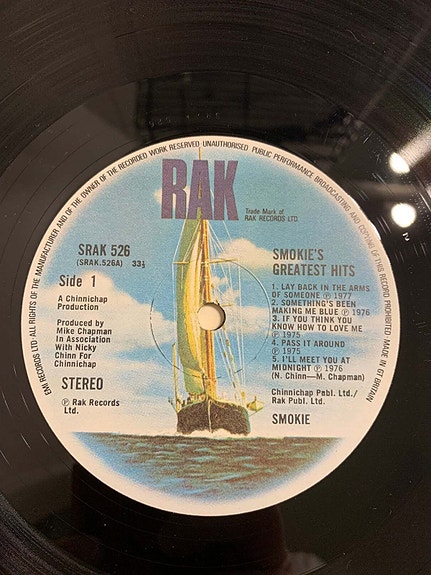 EMI RECORDS LTD· ALL RIGHTS OF THE MANUFACTURER AND OF THE OWNER OF THE RECORDED WORK RESERVED UNAUTHORISED PUBLIC PERFORMANCE BROADCASTING AND COPYING OF THIS RECORD PROHIBITED MADE IN GT BRITAIN
RAK
Trade Mark of
RAK RECORDS LTD.
SRAK 526
(SRAK.526A) 33⅓
Side 1
A Chinnichap
Production
Produced by
Mike Chapman
In Association
With Nicky
Chinn For
Chinnichap
STEREO
℗ Rak Records
Ltd.
SMOKIE'S
GREATEST HITS
1. LAY BACK IN THE ARMS
OF SOMEONE ℗ 1977
2. SOMETHING'S BEEN
MAKING ME BLUE ℗ 1976
3. IF YOU THINK YOU
KNOW HOW TO LOVE ME
℗ 1975
4. PASS IT AROUND
℗ 1975
5. I'LL MEET YOU AT
MIDNIGHT ℗ 1976
(N. Chinn—M. Chapman)
Chinnichap Publ. Ltd./
Rak Publ. Ltd.
SMOKIE